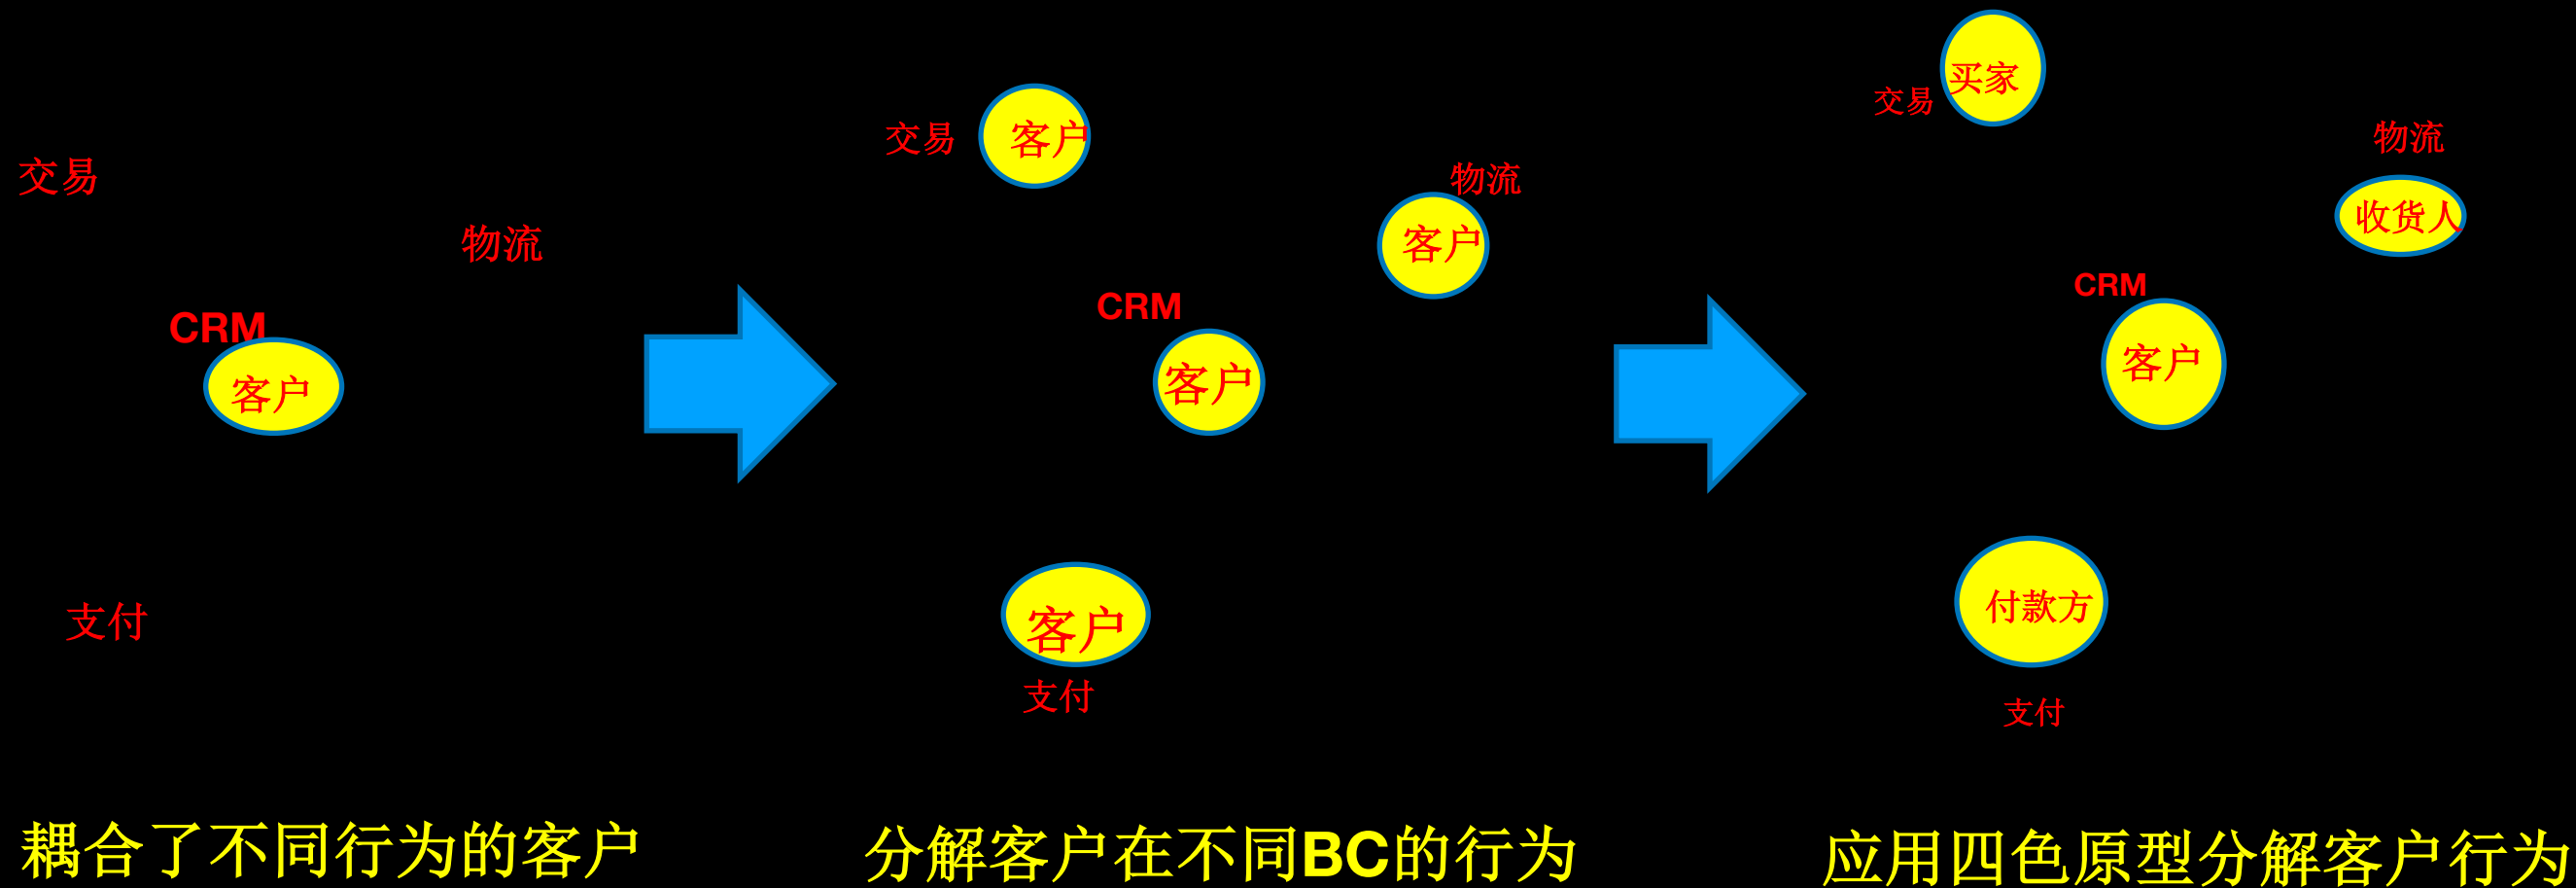 交易
物流
CRM
客户
支付
耦合了不同行为的客户
交易
客户
物流
客户
CRM
客户
客户
支付
分解客户在不同BC的行为
买家
交易
物流
收货人
CRM
客户
付款方
支付
应用四色原型分解客户行为